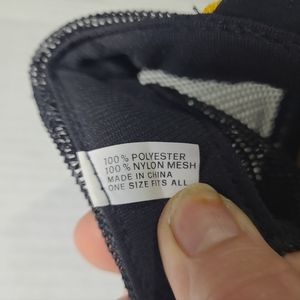 100% POLYESTER
100% NYLON MESH
MADE IN CHINA
ONE SIZE FITS ALL